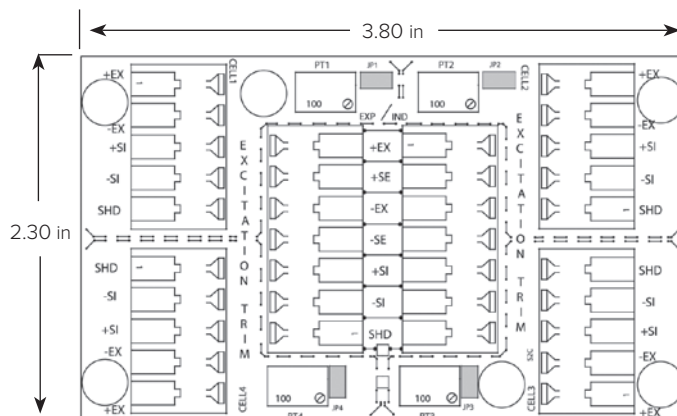 3.80 in
2.30 in
+EX
-EX
+SI
-SI
SHD
CELL1
PT1
JP1
100
PT2
JP2
100
CELL2
+EX
-EX
+SI
-SI
SHD
EXP / IND
EXCITATION TRIM
+EX
+SE
-EX
-SE
+SI
-SI
SHD
EXCITATION TRIM
SHD
-SI
+SI
-EX
+EX
CELL4
100
JP4
PT4
100
JP3
SHD
-SI
+SI
-EX
+EX
CELL3